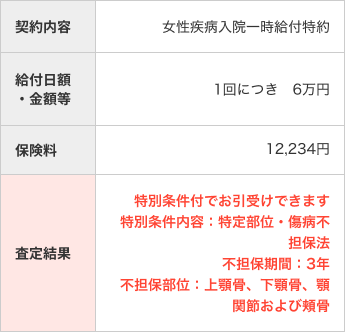 契約内容
女性疾病入院一時給付特約
給付日額
・金額等
1回につき　6万円
保険料
12,234円
査定結果
特別条件付でお引受けできます
特別条件内容：特定部位・傷病不
担保法
不担保期間：3年
不担保部位：上顎骨、下顎骨、顎
関節および頬骨